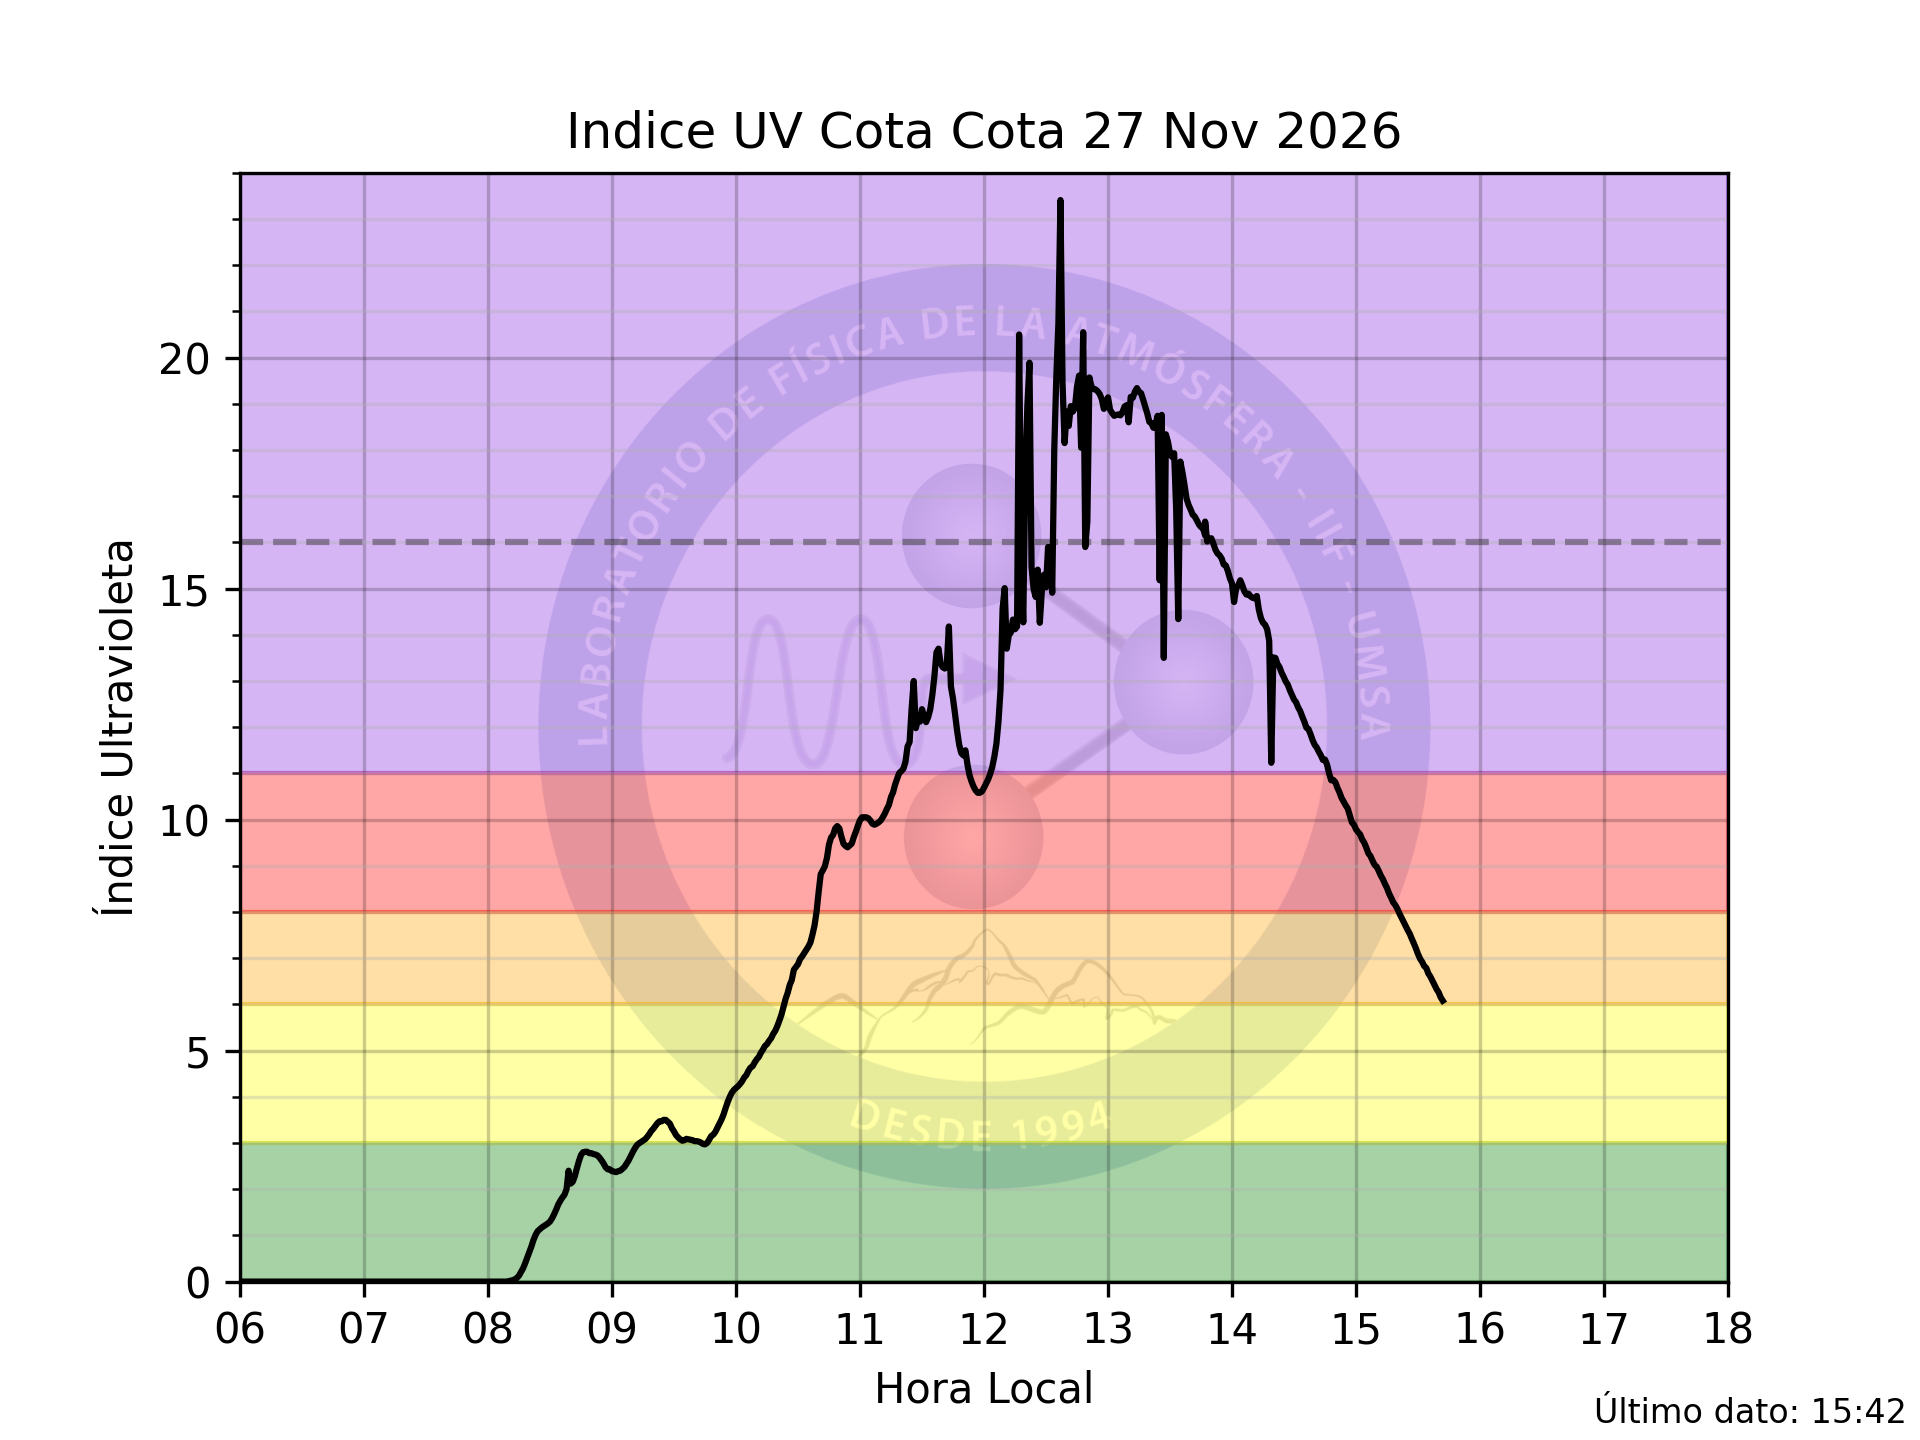 Indice UV Cota Cota 27 Nov 2026
Índice Ultravioleta
20
15
10
5
0
LABORATORIO DE FÍSICA DE LA ATMÓSFERA - IIF - UMSA
DESDE 1994
06 07 08 09 10 11 12 13 14 15 16 17 18
Hora Local
Último dato: 15:42